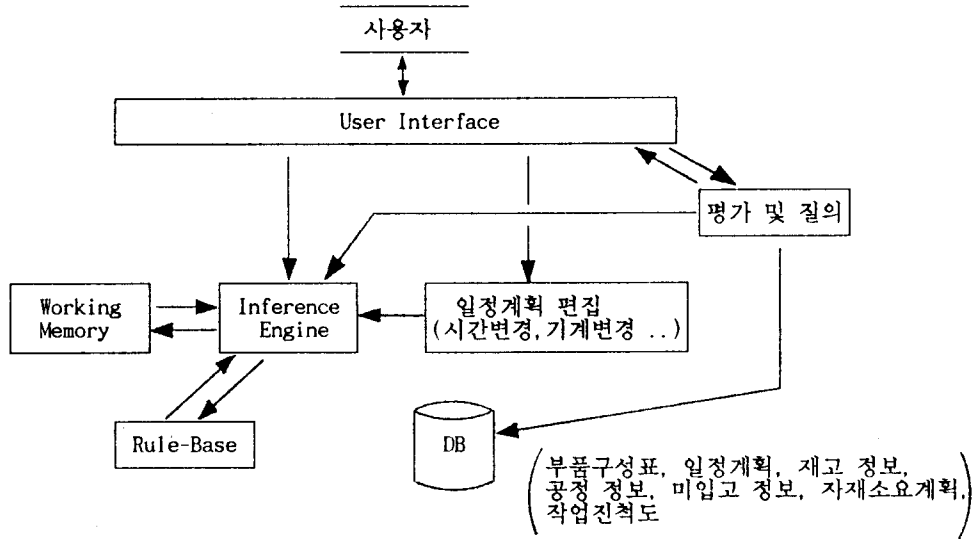 사용자
User Interface
평가 및 질의
Working
Memory
Inference
Engine
일정계획 편집
(시간변경,기계변경 ..)
Rule-Base
DB
부품구성표, 일정계획, 재고 정보,
공정 정보, 미입고 정보, 자재소요계획,
작업진척도